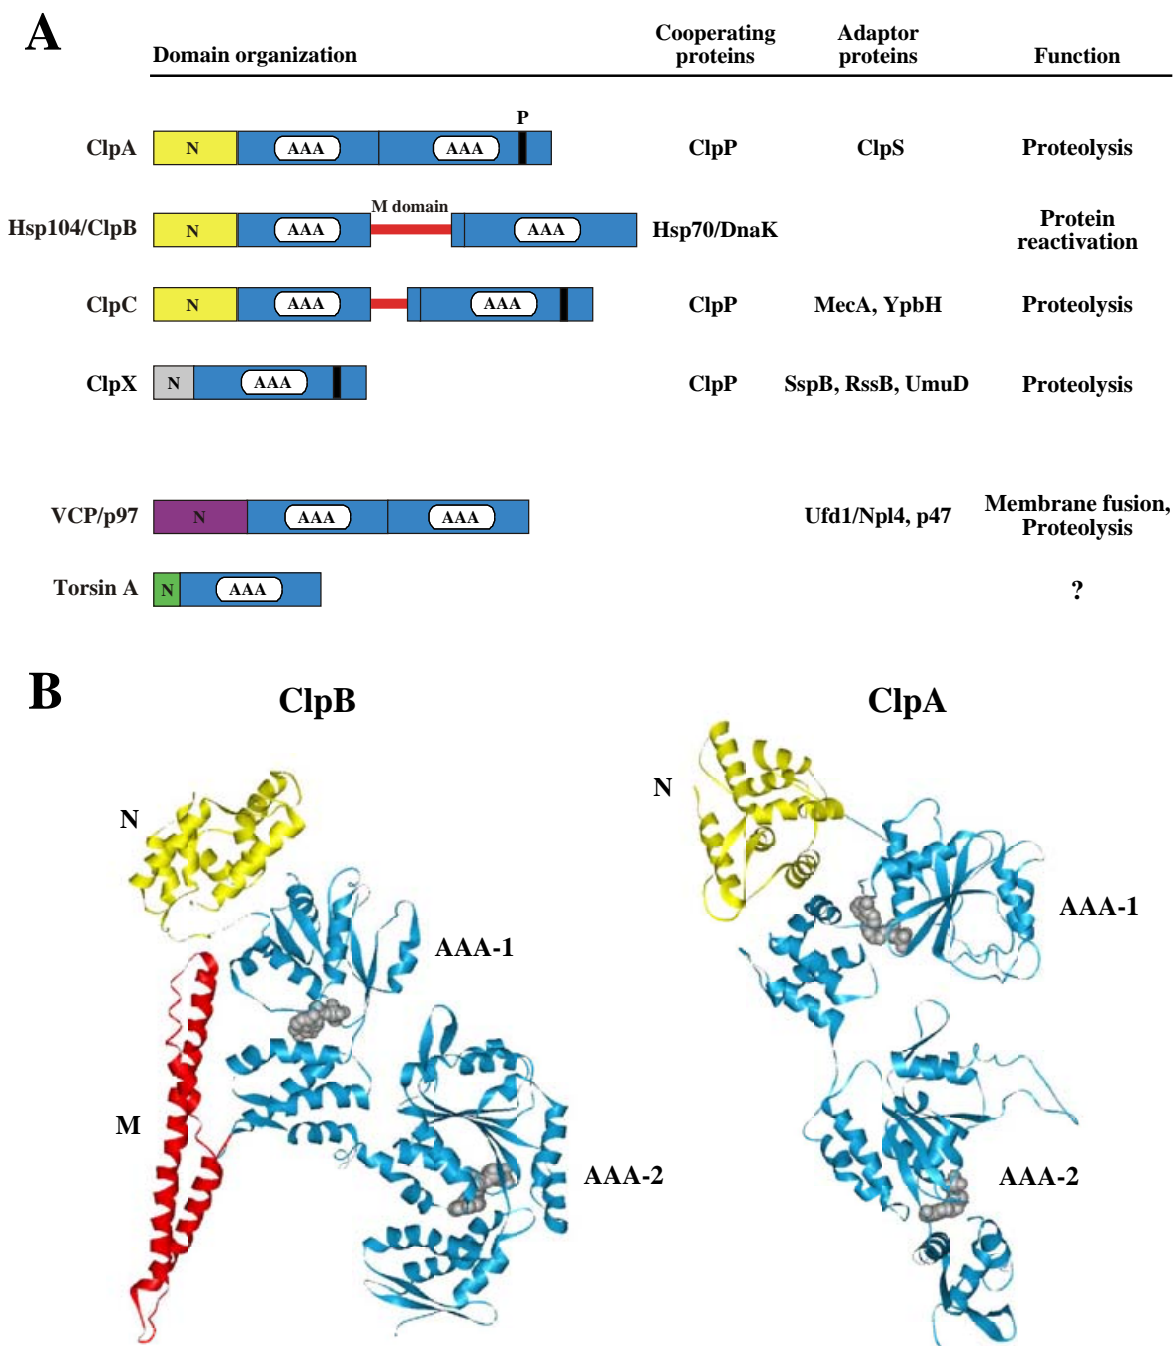 A
Domain organization
Cooperating proteins
Adaptor proteins
Function
P
ClpA N AAA AAA ClpP ClpS Proteolysis
M domain
Hsp104/ClpB N AAA AAA Hsp70/DnaK Protein reactivation
ClpC N AAA AAA ClpP MecA, YpbH Proteolysis
ClpX N AAA ClpP SspB, RssB, UmuD Proteolysis
VCP/p97 N AAA AAA Ufd1/Npl4, p47 Membrane fusion, Proteolysis
Torsin A N AAA ?
B
ClpB
ClpA
N
N
AAA-1
AAA-1
M
AAA-2
AAA-2